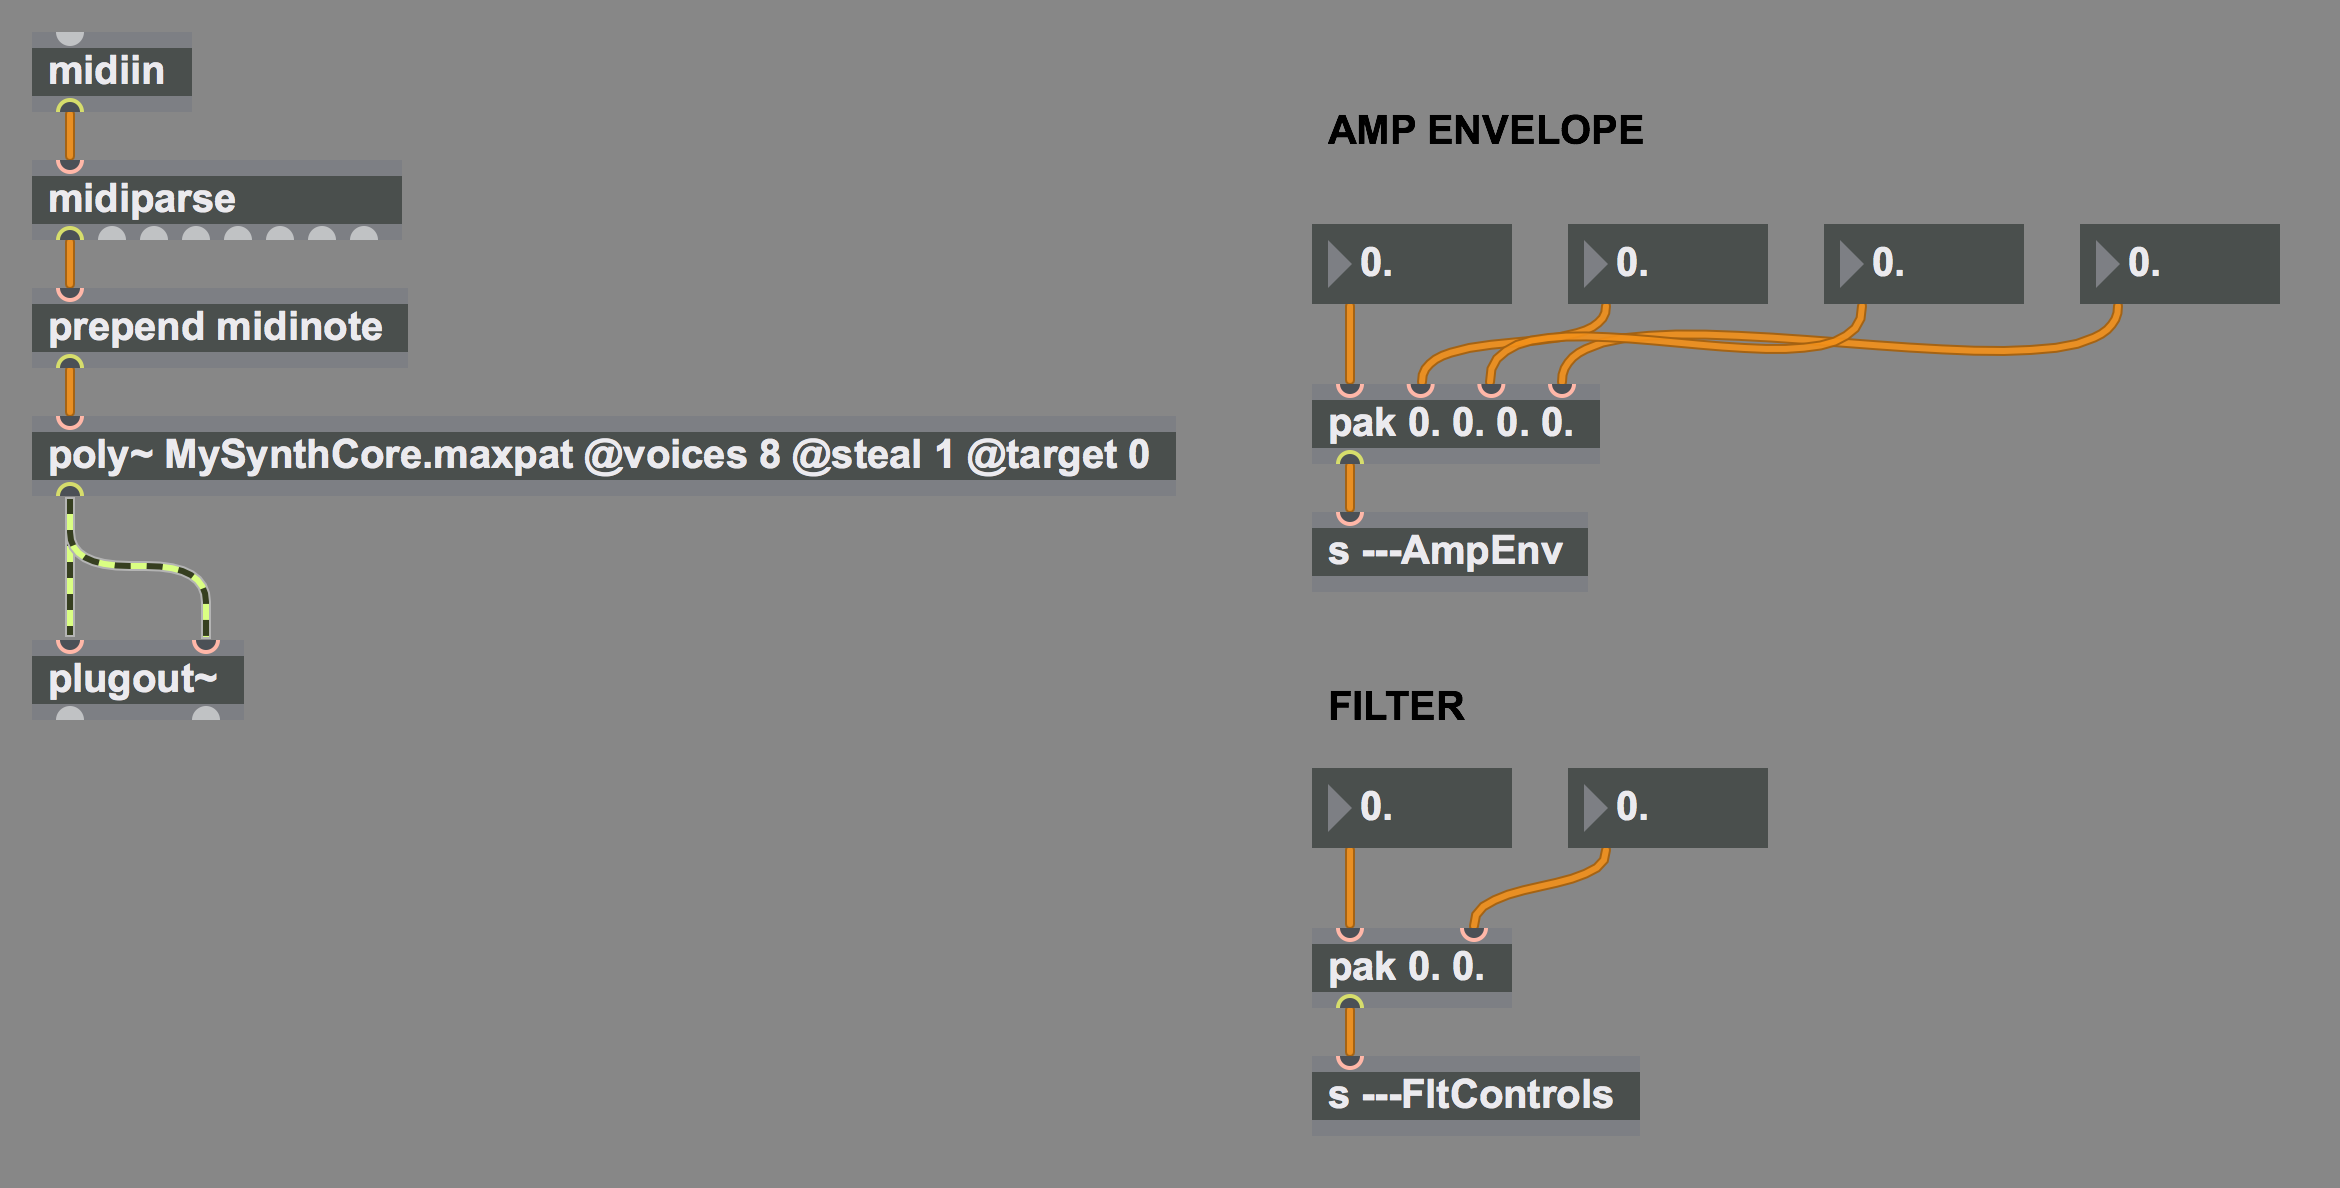 midiin
midiparse
prepend midinote
poly~ MySynthCore.maxpat @voices 8 @steal 1 @target 0
plugout~
AMP ENVELOPE
0. 0. 0. 0.
pak 0. 0. 0. 0.
s ---AmpEnv
FILTER
0. 0.
pak 0. 0.
s ---FltControls